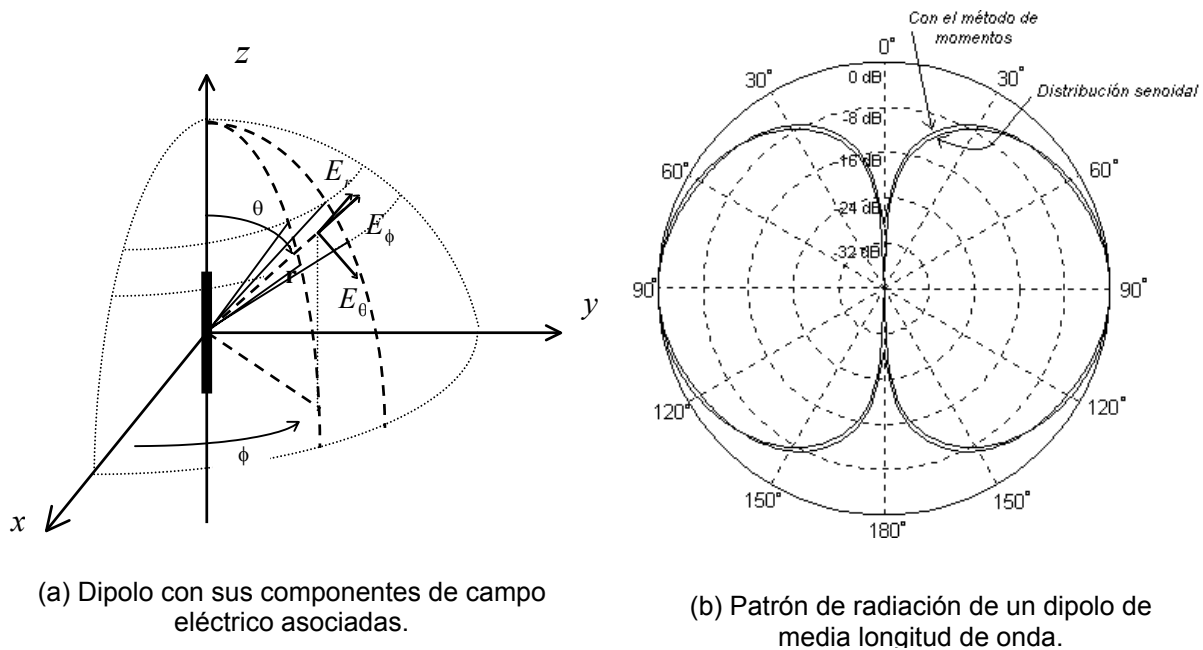 z
E_r
θ
E_ϕ
r
E_θ
y
ϕ
x
(a) Dipolo con sus componentes de campo
eléctrico asociadas.
Con el método de
momentos
Distribución senoidal
0°
0 dB
-8 dB
16 dB
24 dB
-32 dB
30°
30°
60°
60°
90°
90°
120°
120°
150°
150°
180°
(b) Patrón de radiación de un dipolo de
media longitud de onda.